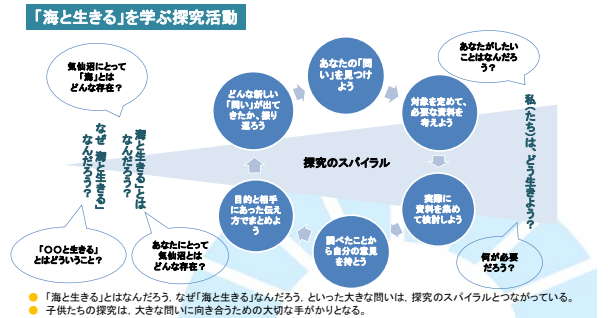 「海と生きる」を学ぶ探究活動
気仙沼にとって
「海」とは
どんな存在？
海と生きる」とは
なんだろう？
なぜ「海と生きる」
なんだろう？
「〇〇と生きる」
とはどういうこと？
あなたにとって
気仙沼とは
どんな存在？
あなたの「問
い」を見つけ
よう
対象を定めて、
必要な資料を
考えよう
実際に
資料を集め
て検討しよう
調べたことか
ら自分の意見
を持とう
目的と相手
にあった伝え
方でまとめよ
う
どんな新しい
「問い」が出て
きたか、振り
返ろう
探究のスパイラル
あなたがしたい
ことはなんだろ
う？
私（たち）は、どう生きよう？
何が必要
だろう？
● 「海と生きる」とはなんだろう，なぜ「海と生きる」なんだろう，といった大きな問いは，探究のスパイラルとつながっている。
● 子供たちの探究は，大きな問いに向き合うための大切な手がかりとなる。